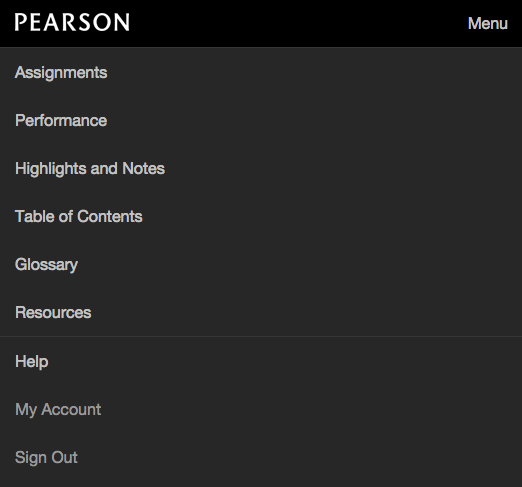 PEARSON
Menu
Assignments
Performance
Highlights and Notes
Table of Contents
Glossary
Resources
Help
My Account
Sign Out